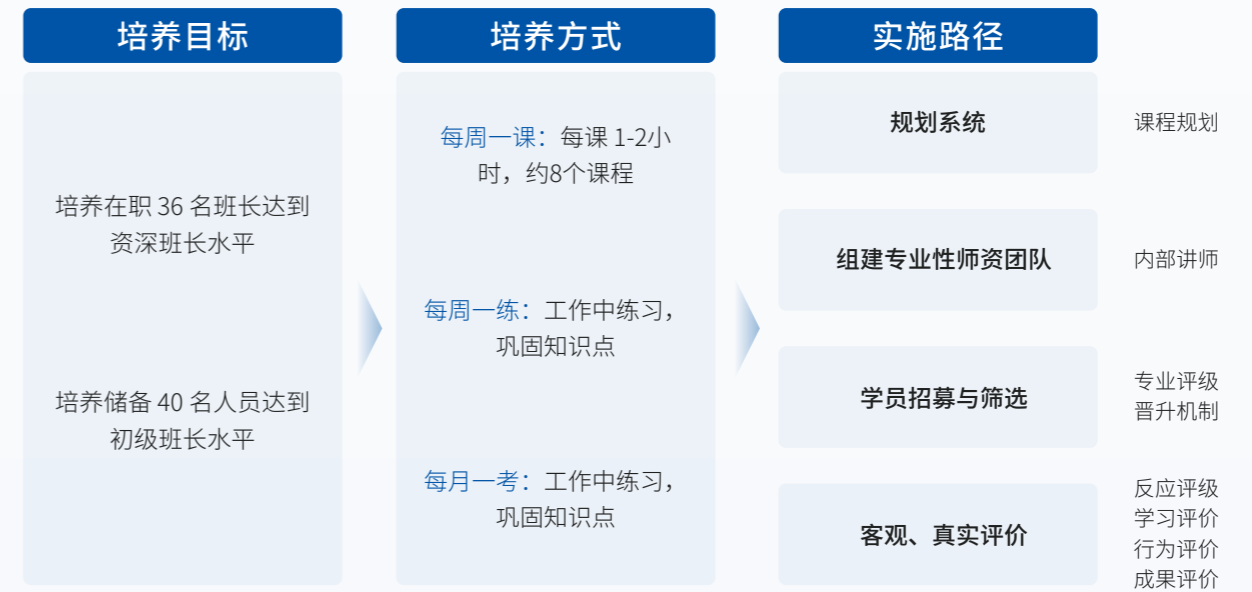 培养目标
培养在职 36 名班长达到
资深班长水平
培养储备 40 名人员达到
初级班长水平
培养方式
每周一课：每课 1-2小
时，约8个课程
每周一练：工作中练习，
巩固知识点
每月一考：工作中练习，
巩固知识点
实施路径
规划系统
课程规划
组建专业性师资团队
内部讲师
学员招募与筛选
专业评级
晋升机制
客观、真实评价
反应评级
学习评价
行为评价
成果评价